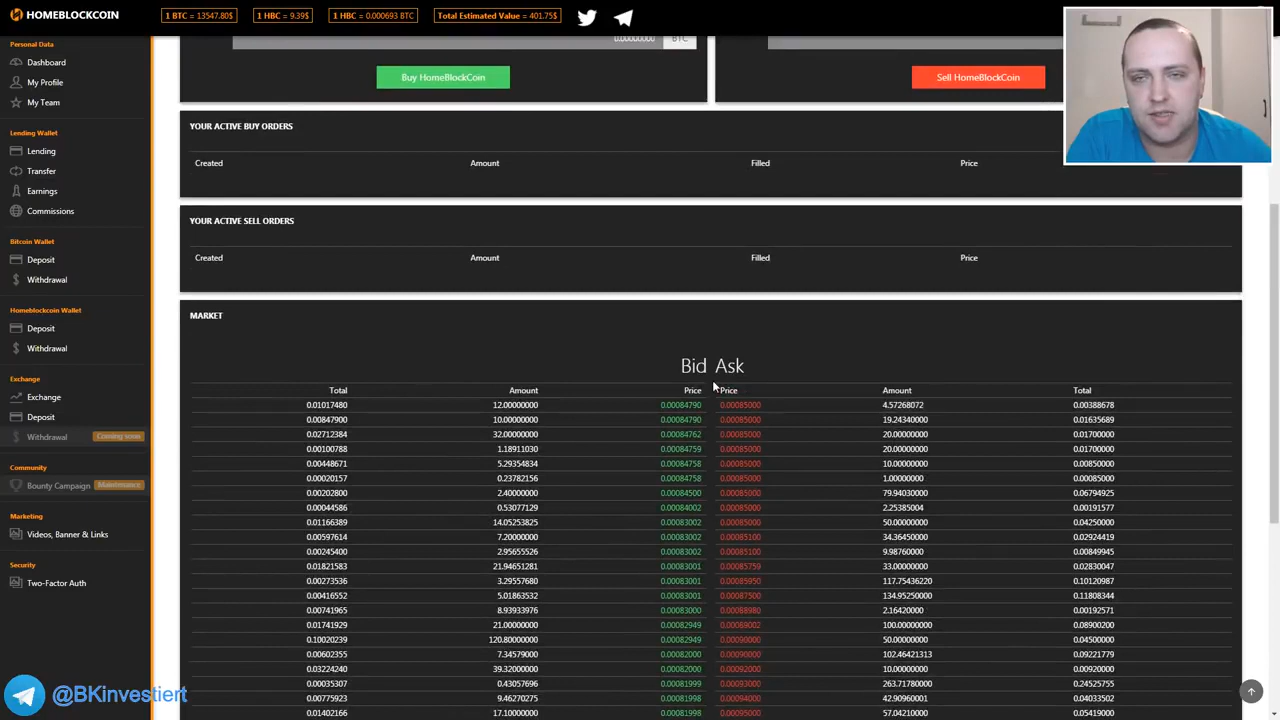 HOMEBLOCKCOIN
1 BTC = 13547.80$
1 HBC = 9.39$
1 HBC = 0.000693 BTC
Total Estimated Value = 401.75$
Personal Data
Dashboard
My Profile
My Team
Lending Wallet
Lending
Transfer
Earnings
Commissions
Bitcoin Wallet
Deposit
Withdrawal
Homeblockcoin Wallet
Deposit
Withdrawal
Exchange
Exchange
Deposit
Withdrawal Coming soon
Community
Bounty Campaign Maintenance
Marketing
Videos, Banner & Links
Security
Two-Factor Auth
0.00000000 BTC
Buy HomeBlockCoin
Sell HomeBlockCoin
YOUR ACTIVE BUY ORDERS
Created Amount Filled Price
YOUR ACTIVE SELL ORDERS
Created Amount Filled Price
MARKET
Bid Ask
Total Amount Price Price Amount Total
0.01017480 12.00000000 0.00084790 0.00085000 4.57268072 0.00388678
0.00847900 10.00000000 0.00084790 0.00085000 19.24340000 0.01635689
0.02712384 32.00000000 0.00084762 0.00085000 20.00000000 0.01700000
0.00100788 1.18911030 0.00084759 0.00085000 20.00000000 0.01700000
0.00448671 5.29354834 0.00084758 0.00085000 10.00000000 0.00850000
0.00020157 0.23782156 0.00084758 0.00085000 1.00000000 0.00085000
0.00202800 2.40000000 0.00084500 0.00085000 79.94030000 0.06794925
0.00044586 0.53077129 0.00084002 0.00085000 2.25385004 0.00191577
0.01166389 14.05253825 0.00083002 0.00085000 50.00000000 0.04250000
0.00597614 7.20000000 0.00083002 0.00085100 34.36450000 0.02924419
0.00245400 2.95655526 0.00083002 0.00085100 9.98760000 0.00849945
0.01821583 21.94651281 0.00083001 0.00085759 33.00000000 0.02830047
0.00273536 3.29557680 0.00083001 0.00085950 117.75436220 0.10120987
0.00416552 5.01863532 0.00083001 0.00087500 134.95250000 0.11808344
0.00741965 8.93933976 0.00083000 0.00088980 2.16420000 0.00192571
0.01741929 21.00000000 0.00082949 0.00089002 100.00000000 0.08900200
0.10020239 120.80000000 0.00082949 0.00090000 50.00000000 0.04500000
0.00602355 7.34579000 0.00082000 0.00090000 102.46421313 0.09221779
0.03224240 39.32000000 0.00082000 0.00092000 10.00000000 0.00920000
0.00035307 0.43057696 0.00081999 0.00093000 263.71780000 0.24525755
0.00775923 9.46270275 0.00081998 0.00094000 42.90960001 0.04033502
0.01402166 17.10000000 0.00081998 0.00095000 57.04210000 0.05419000
@BKinvestiert